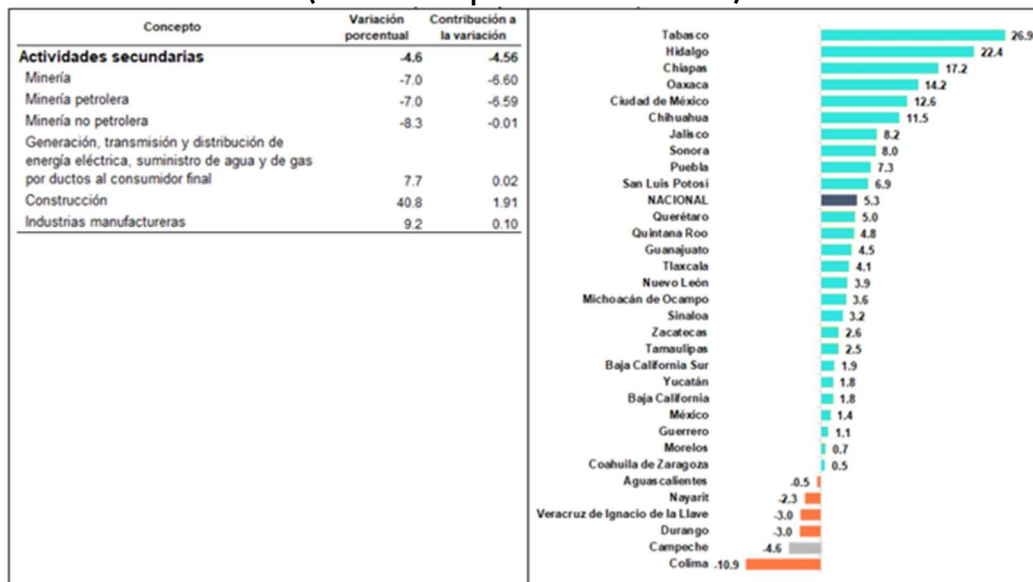 Concepto Variación porcentual Contribución a la variación
Actividades secundarias -4.6 -4.56
Minería -7.0 -6.60
Minería petrolera -7.0 -6.59
Minería no petrolera -8.3 -0.01
Generación, transmisión y distribución de
energía eléctrica, suministro de agua y de gas
por ductos al consumidor final 7.7 0.02
Construcción 40.8 1.91
Industrias manufactureras 9.2 0.10
Tabasco 26.9
Hidalgo 22.4
Chiapas 17.2
Oaxaca 14.2
Ciudad de México 12.6
Chihuahua 11.5
Jalisco 8.2
Sonora 8.0
Puebla 7.3
San Luis Potosí 6.9
NACIONAL 5.3
Querétaro 5.0
Quintana Roo 4.8
Guanajuato 4.5
Tlaxcala 4.1
Nuevo León 3.9
Michoacán de Ocampo 3.6
Sinaloa 3.2
Zacatecas 2.6
Tamaulipas 2.5
Baja California Sur 1.9
Yucatán 1.8
Baja California 1.8
México 1.4
Guerrero 1.1
Morelos 0.7
Coahuila de Zaragoza 0.5
Aguascalientes -0.5
Nayarit -2.3
Veracruz de Ignacio de la Llave -3.0
Durango -3.0
Campeche -4.6
Colima -10.9